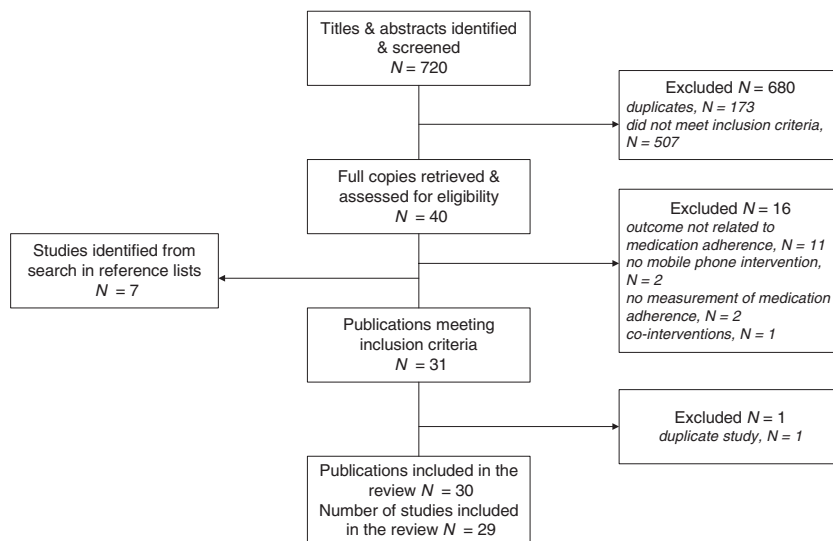 Titles & abstracts identified
& screened
N = 720
Excluded N = 680
duplicates, N = 173
did not meet inclusion criteria,
N = 507
Full copies retrieved &
assessed for eligibility
N = 40
Excluded N = 16
outcome not related to
medication adherence, N = 11
no mobile phone intervention,
N = 2
no measurement of medication
adherence, N = 2
co-interventions, N = 1
Studies identified from
search in reference lists
N = 7
Publications meeting
inclusion criteria
N = 31
Excluded N = 1
duplicate study, N = 1
Publications included in the
review N = 30
Number of studies included
in the review N = 29